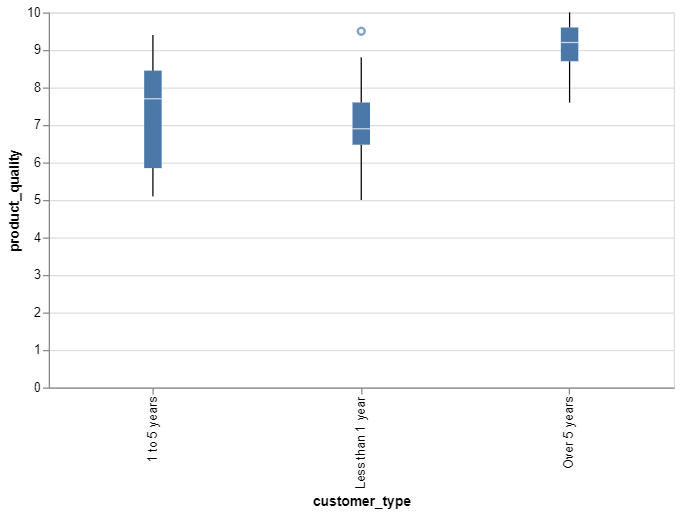 10
9
8
7
6
5
4
3
2
1
0
product_quality
1 to 5 years
Less than 1 year
Over 5 years
customer_type